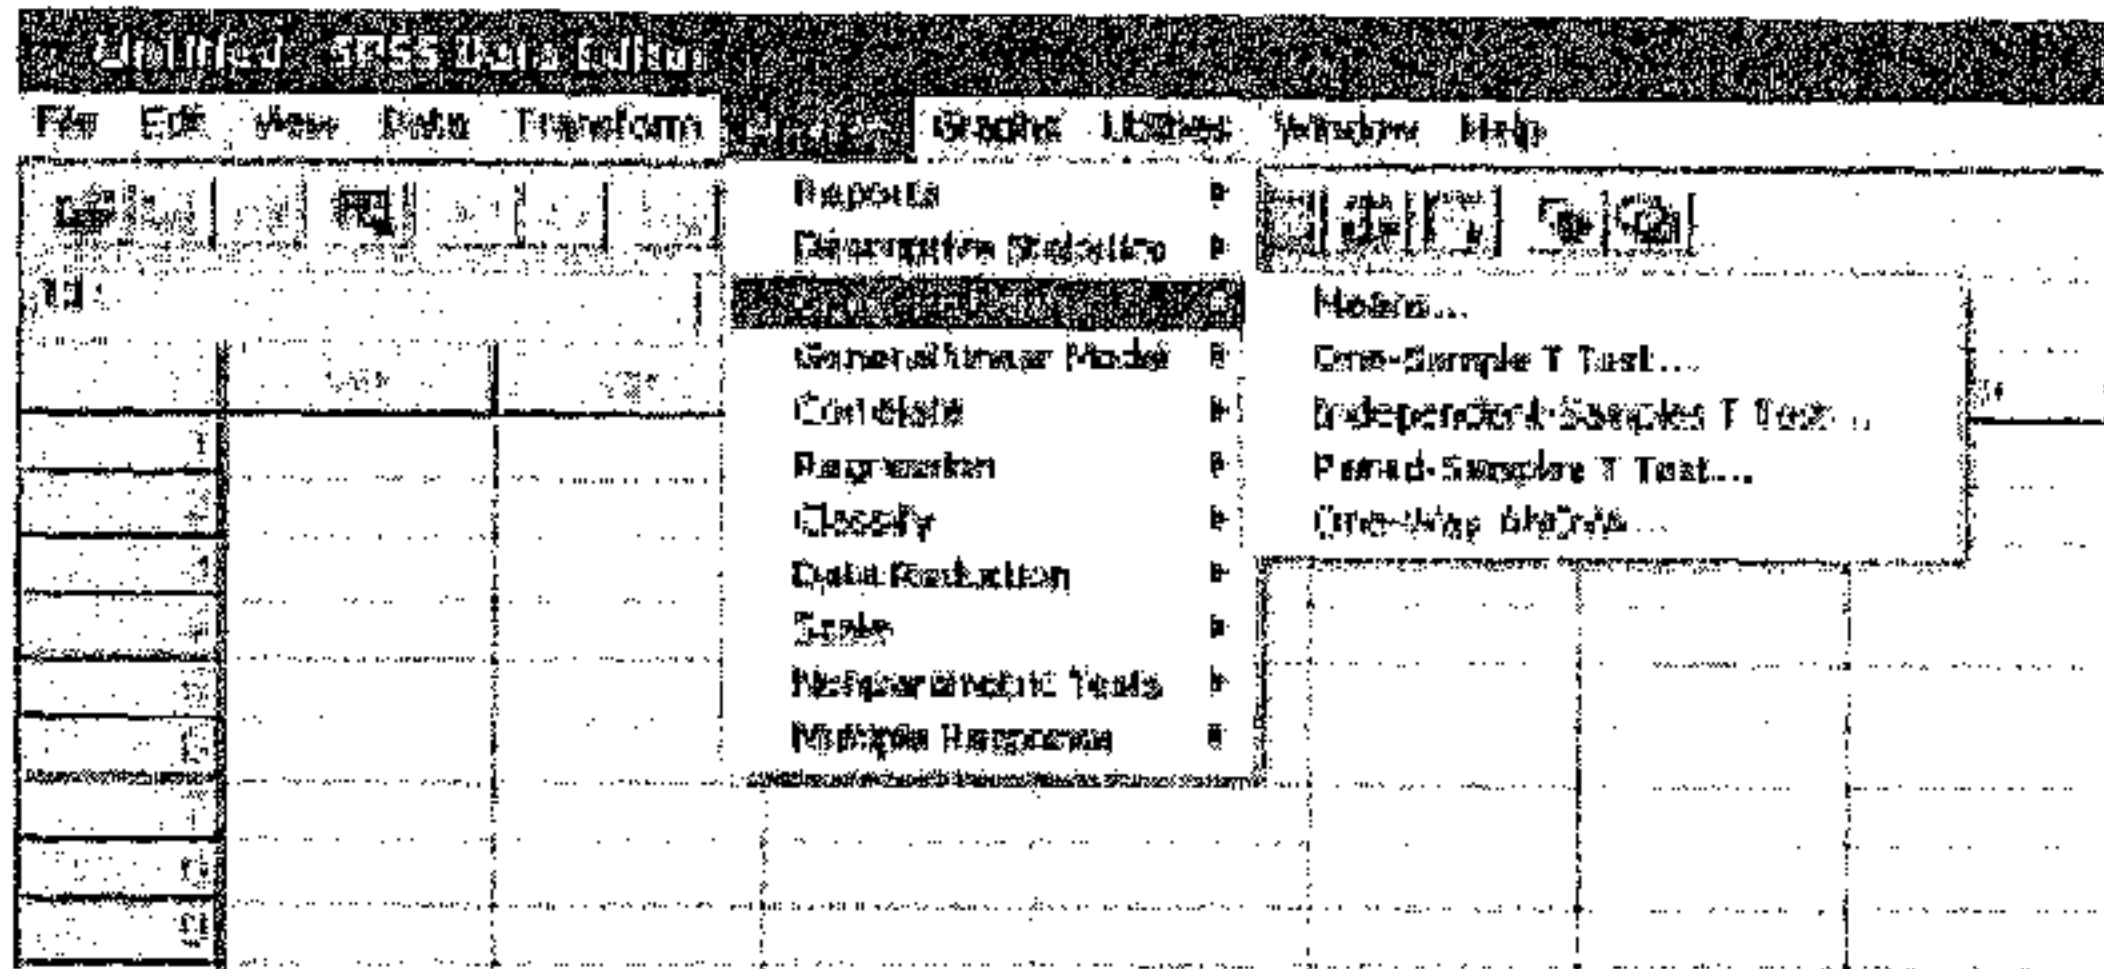 Untitled - SPSS Data Editor
File Edit View Data Transform Graphs Utilities Window Help
Reports
Descriptive Statistics
General Linear Model
Correlate
Regression
Classify
Data Reduction
Scale
Nonparametric Tests
Multiple Response
Means...
One-Sample T Test...
Independent-Samples T Test...
Paired-Samples T Test...
One-Way ANOVA...